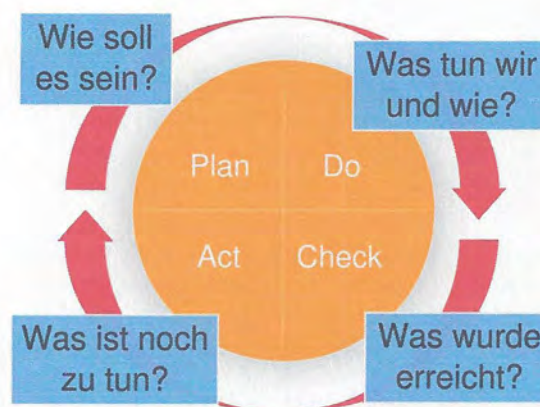 Wie soll
es sein?
Was tun wir
und wie?
Plan
Do
Act
Check
Was ist noch
zu tun?
Was wurde
erreicht?